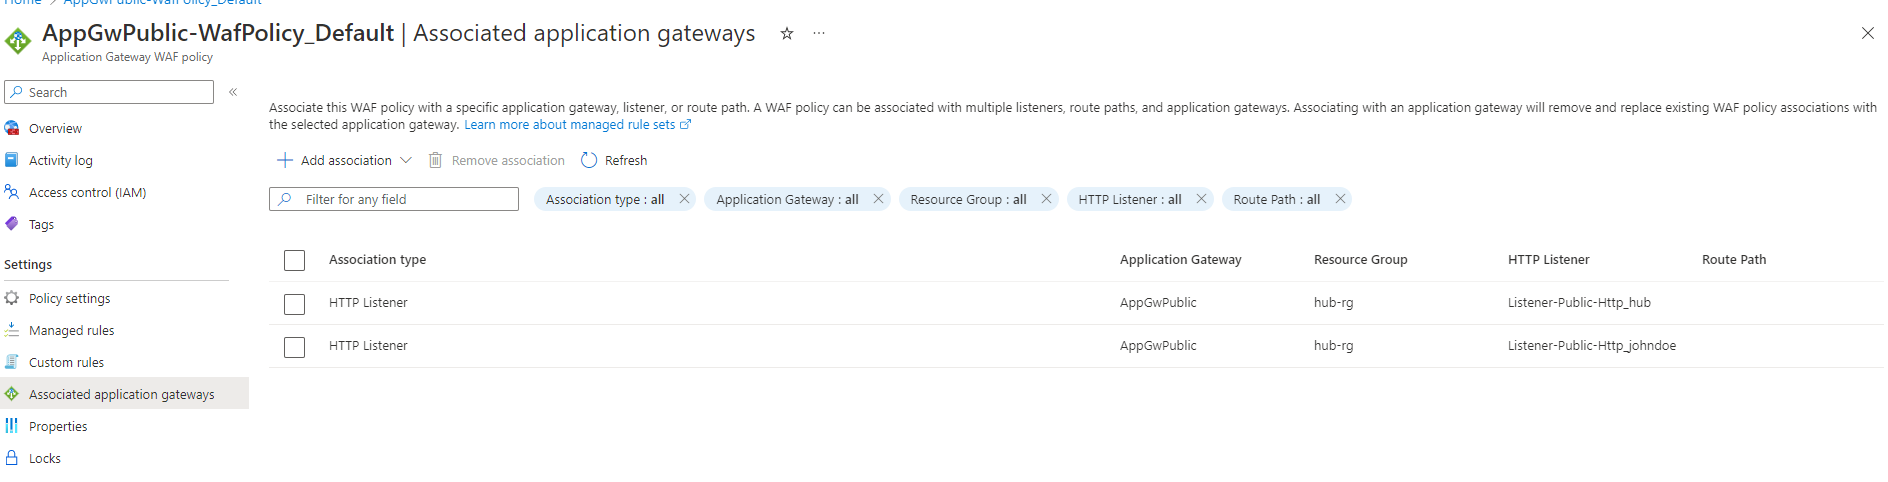 Home > AppGwPublic-WafPolicy_Default
AppGwPublic-WafPolicy_Default | Associated application gateways
Application Gateway WAF policy
Search
Overview
Activity log
Access control (IAM)
Tags
Settings
Policy settings
Managed rules
Custom rules
Associated application gateways
Properties
Locks
Associate this WAF policy with a specific application gateway, listener, or route path. A WAF policy can be associated with multiple listeners, route paths, and application gateways. Associating with an application gateway will remove and replace existing WAF policy associations with
the selected application gateway. Learn more about managed rule sets
Add association Remove association Refresh
Filter for any field Association type : all Application Gateway : all Resource Group : all HTTP Listener : all Route Path : all
Association type Application Gateway Resource Group HTTP Listener Route Path
HTTP Listener AppGwPublic hub-rg Listener-Public-Http_hub
HTTP Listener AppGwPublic hub-rg Listener-Public-Http_johndoe